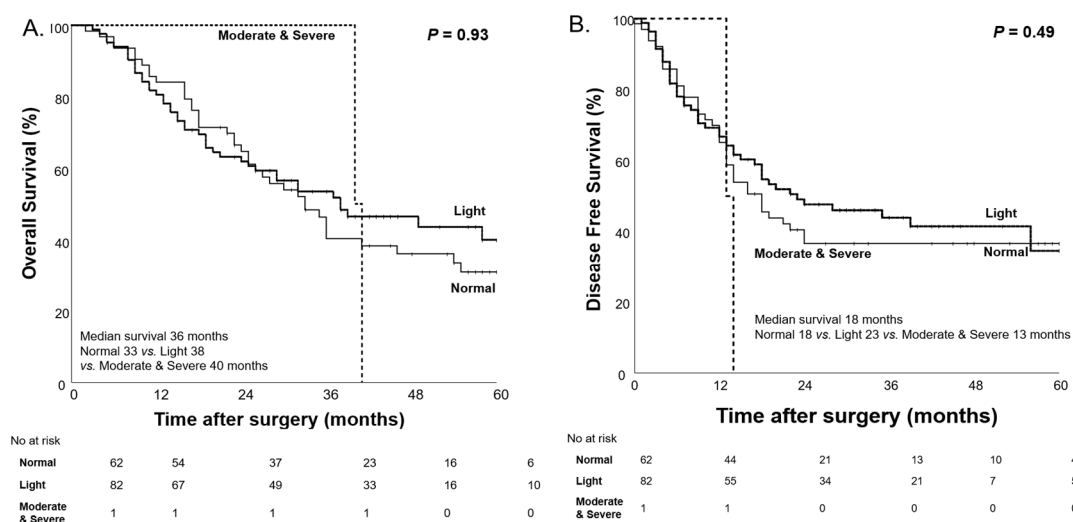 A.
P = 0.93
Moderate & Severe
Overall Survival (%)
100
80
60
40
20
0
Light
Normal
Median survival 36 months
Normal 33 vs. Light 38
vs. Moderate & Severe 40 months
0 12 24 36 48 60
Time after surgery (months)
No at risk
Normal 62 54 37 23 16 6
Light 82 67 49 33 16 10
Moderate
& Severe 1 1 1 1 0 0
B.
P = 0.49
Disease Free Survival (%)
100
80
60
40
20
0
Light
Moderate & Severe
Normal
Median survival 18 months
Normal 18 vs. Light 23 vs. Moderate & Severe 13 months
0 12 24 36 48 60
Time after surgery (months)
No at risk
Normal 62 44 21 13 10
Light 82 55 34 21 7
Moderate
& Severe 1 1 0 0 0